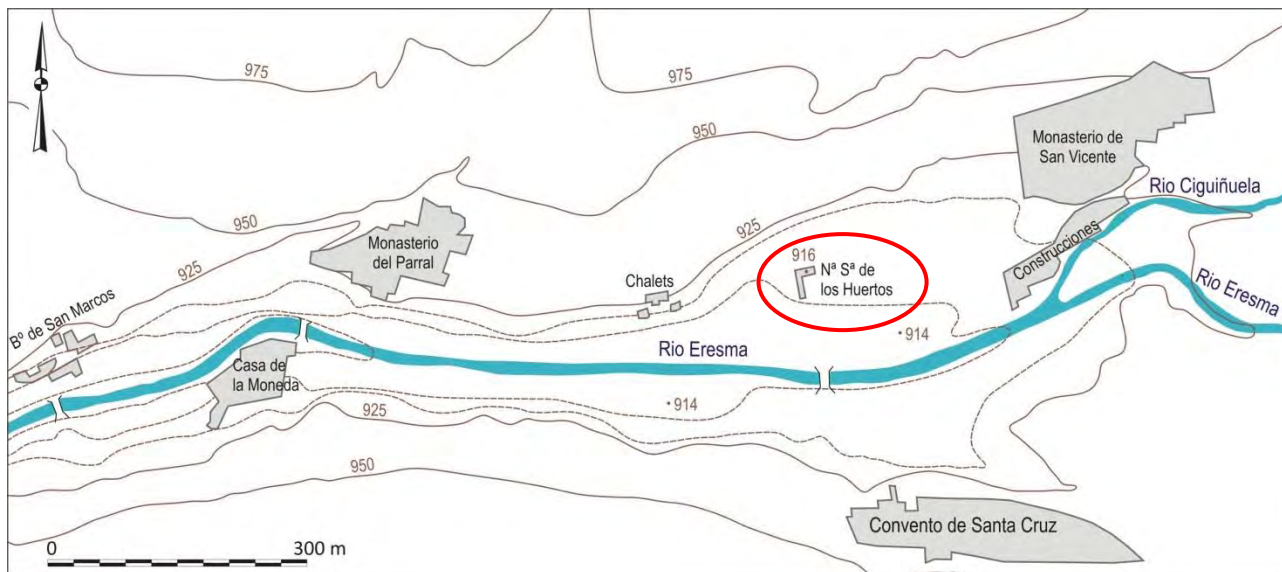 975
975
950
Monasterio de
San Vicente
Rio Ciguiñuela
950
925
Monasterio
del Parral
925
Construcciones
916
Nª Sª de
los Huertos
Chalets
Rio Eresma
Bº de San Marcos
914
Rio Eresma
Casa de
la Moneda
914
925
950
Convento de Santa Cruz
0
300 m